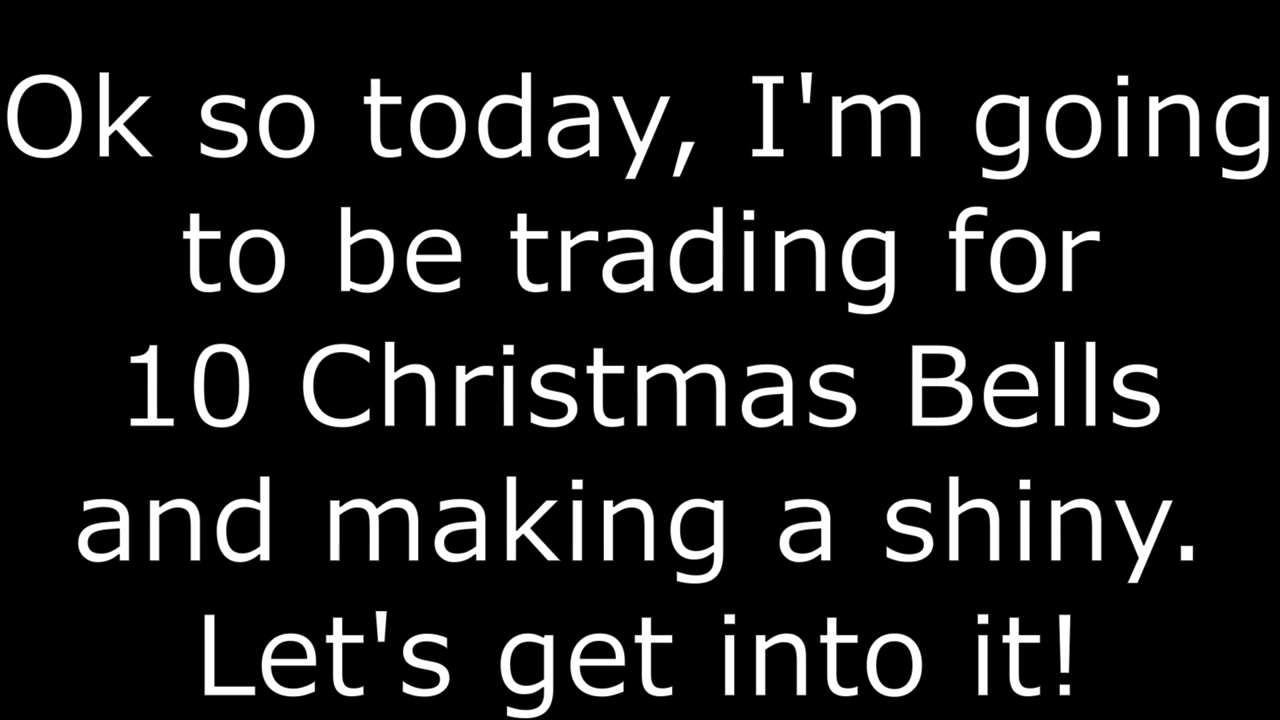 Ok so today, I'm going
to be trading for
10 Christmas Bells
and making a shiny.
Let's get into it!